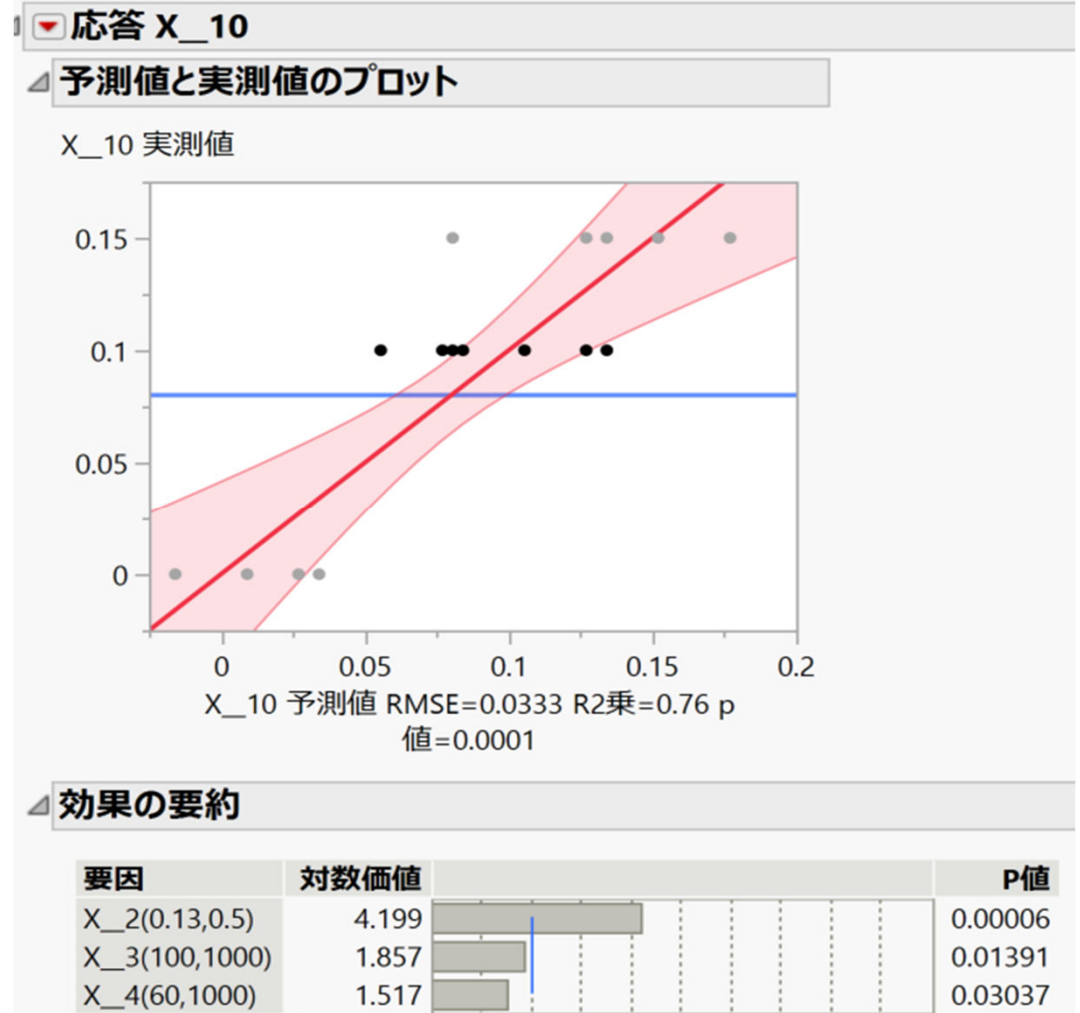 応答 X__10
予測値と実測値のプロット
X__10 実測値
0.15
0.1
0.05
0
0 0.05 0.1 0.15 0.2
X__10 予測値 RMSE=0.0333 R2乗=0.76 p
値=0.0001
効果の要約
要因 対数価値 P値
X__2(0.13,0.5) 4.199 0.00006
X__3(100,1000) 1.857 0.01391
X__4(60,1000) 1.517 0.03037